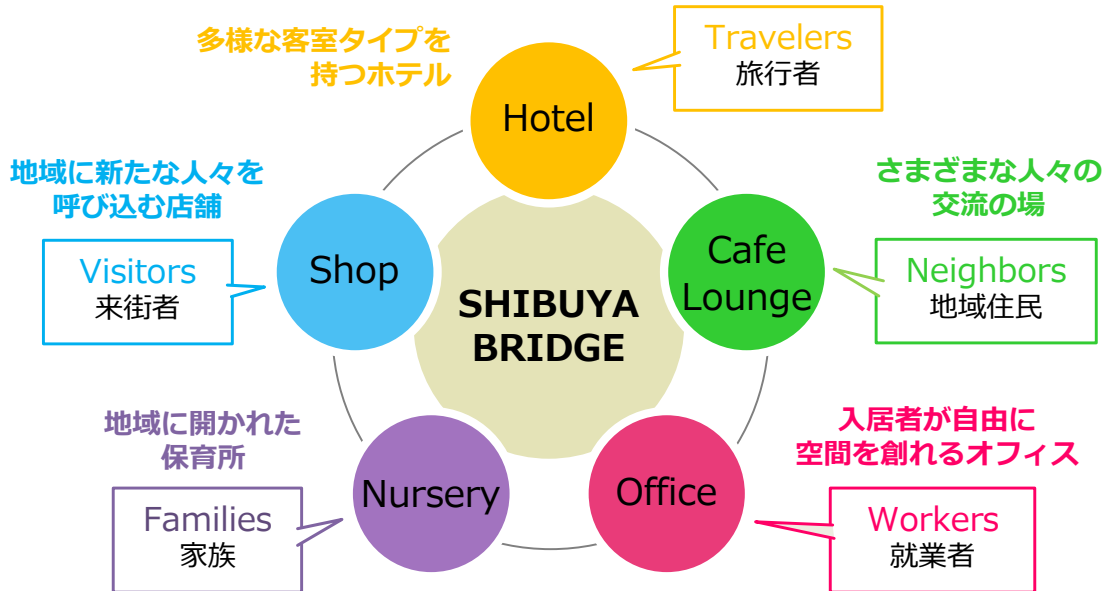 多様な客室タイプを
持つホテル
Hotel
Travelers
旅行者
地域に新たな人々を
呼び込む店舗
Visitors
来街者
Shop
SHIBUYA
BRIDGE
Cafe
Lounge
さまざまな人々の
交流の場
Neighbors
地域住民
地域に開かれた
保育所
Families
家族
Nursery
Office
入居者が自由に
空間を創れるオフィス
Workers
就業者